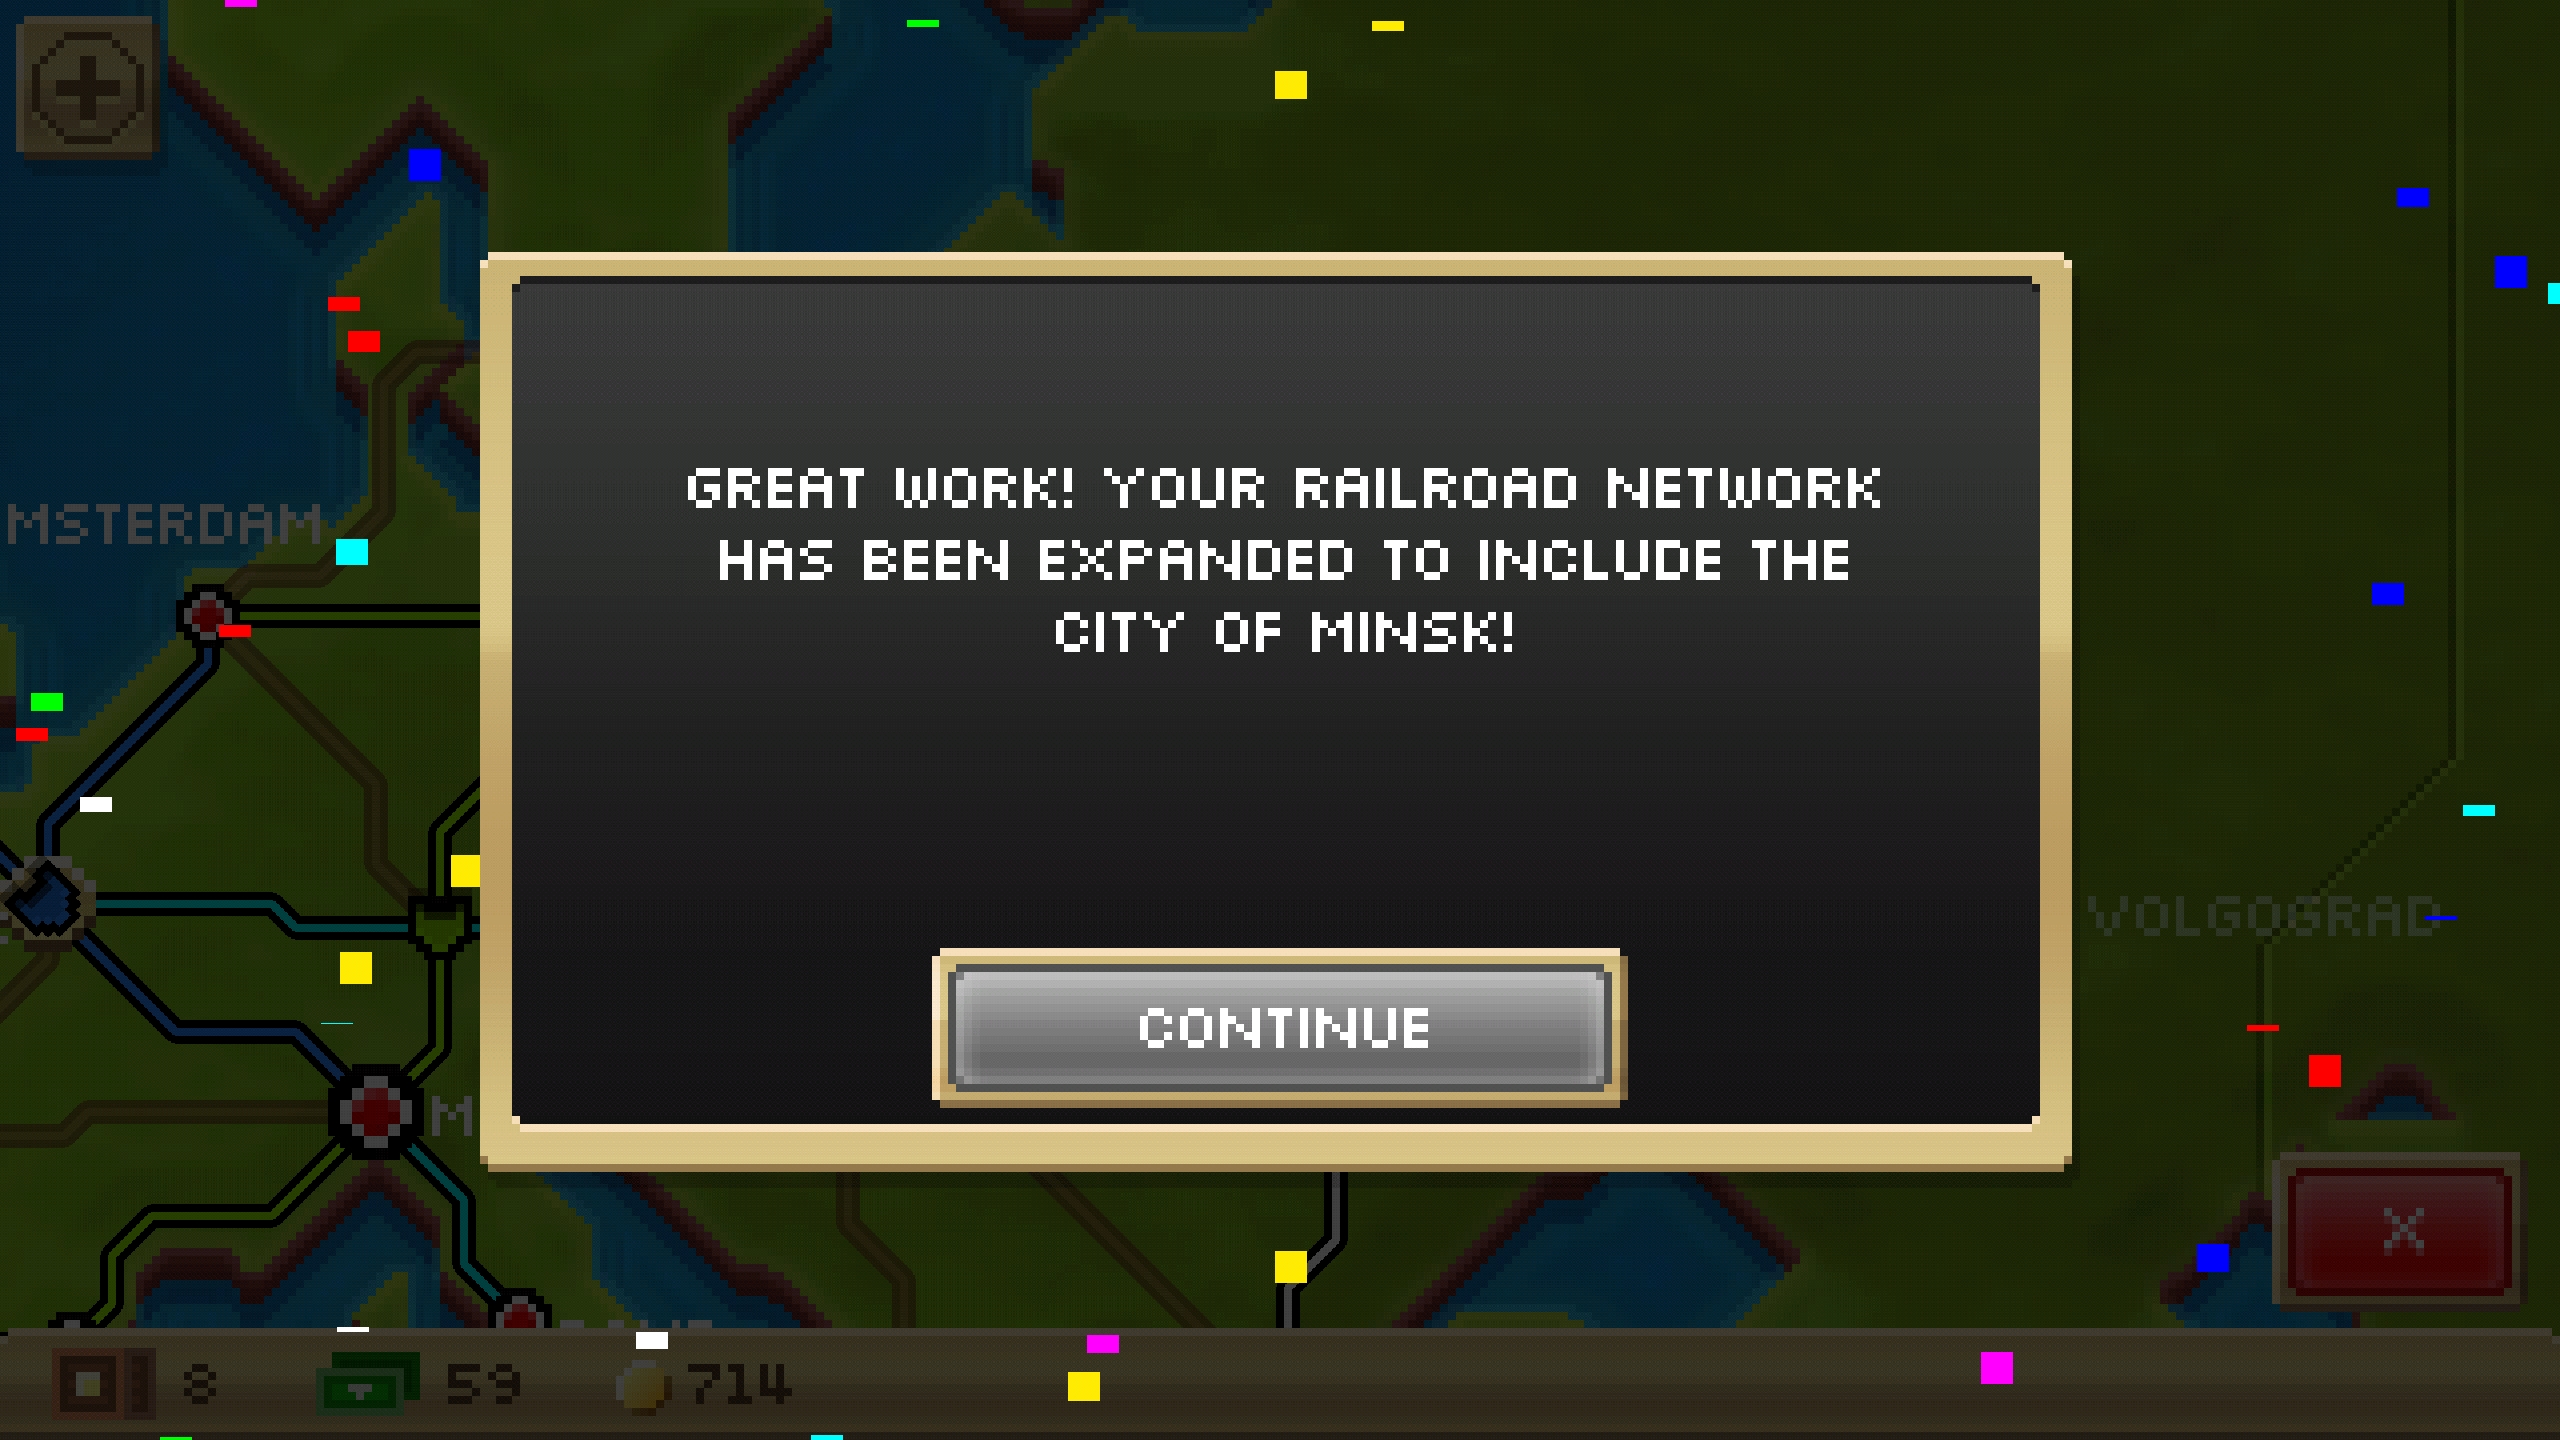 MSTERDAM
GREAT WORK! YOUR RAILROAD NETWORK
HAS BEEN EXPANDED TO INCLUDE THE
CITY OF MINSK!
VOLGOGRAD
CONTINUE
M
X
8 59 714